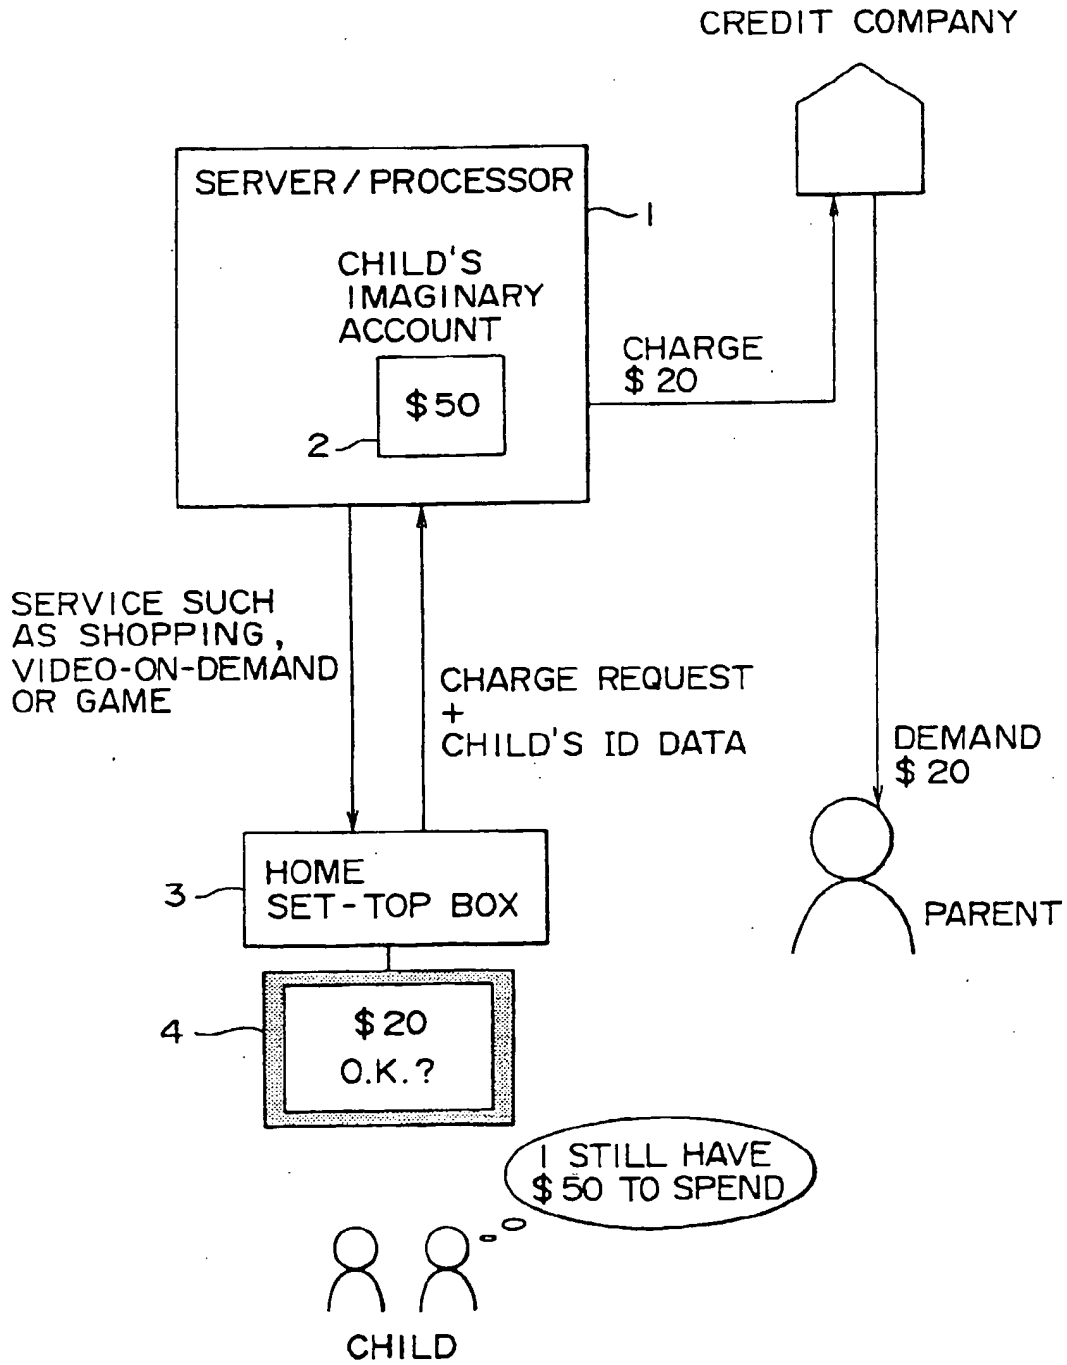 CREDIT COMPANY
SERVER/PROCESSOR
1
CHILD'S
IMAGINARY
ACCOUNT
$50
2
CHARGE
$20
SERVICE SUCH
AS SHOPPING,
VIDEO-ON-DEMAND
OR GAME
CHARGE REQUEST
+
CHILD'S ID DATA
DEMAND
$20
PARENT
3
HOME
SET-TOP BOX
4
$20
O.K.?
I STILL HAVE
$50 TO SPEND
CHILD